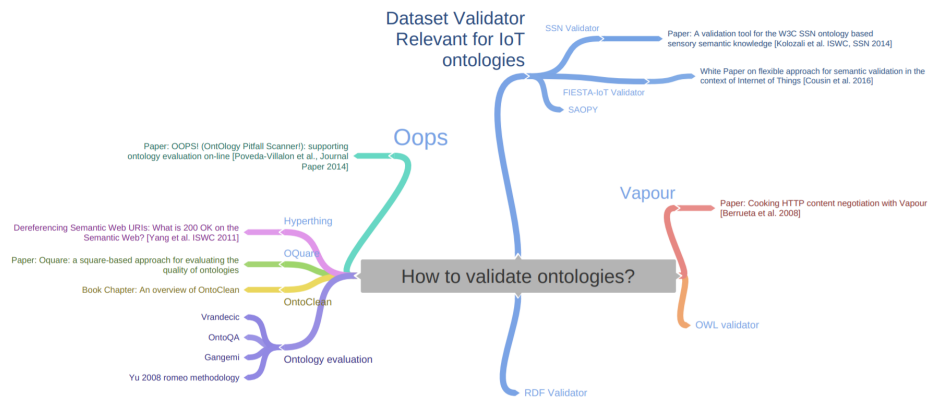 Dataset Validator
Relevant for IoT
ontologies
SSN Validator
Paper: A validation tool for the W3C SSN ontology based
sensory semantic knowledge [Kolozali et al. ISWC, SSN 2014]
White Paper on flexible approach for semantic validation in the
context of Internet of Things [Cousin et al. 2016]
FIESTA-IoT Validator
SAOPY
Oops
Paper: OOPS! (OntOlogy Pitfall Scanner!): supporting
ontology evaluation on-line [Poveda-Villalon et al., Journal
Paper 2014]
Vapour
Paper: Cooking HTTP content negotiation with Vapour
[Berrueta et al. 2008]
Hyperthing
Dereferencing Semantic Web URIs: What is 200 OK on the
Semantic Web? [Yang et al. ISWC 2011]
OQuare
Paper: Oquare: a square-based approach for evaluating the
quality of ontologies
How to validate ontologies?
Book Chapter: An overview of OntoClean
OntoClean
Vrandecic
OntoQA
Gangemi
Yu 2008 romeo methodology
Ontology evaluation
OWL validator
RDF Validator